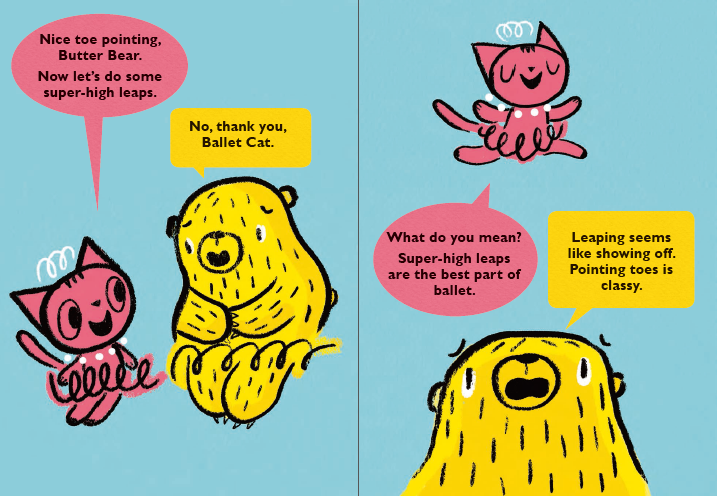 Nice toe pointing,
Butter Bear.
Now let's do some
super-high leaps.
No, thank you,
Ballet Cat.
What do you mean?
Super-high leaps
are the best part of
ballet.
Leaping seems
like showing off.
Pointing toes is
classy.